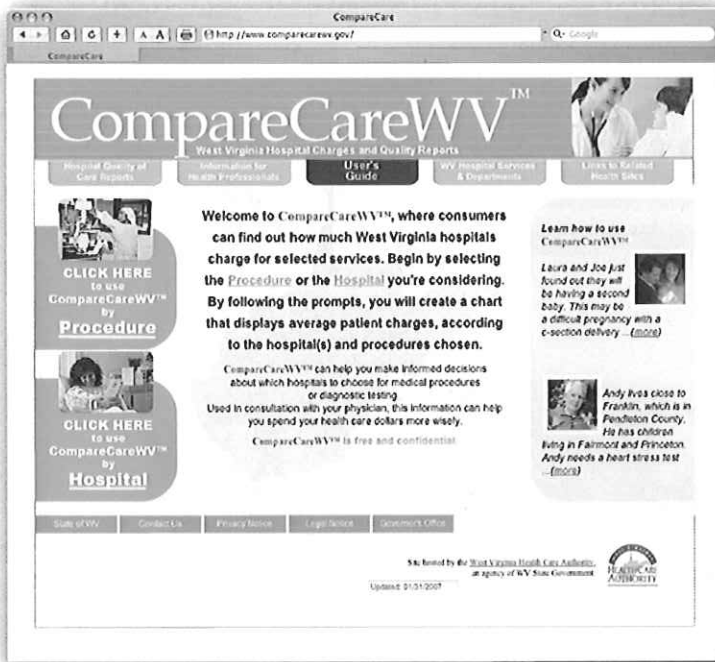 CompareCare
http://www.comparecarewv.gov/
Q- Google
CompareCare
CompareCareWV™
West Virginia Hospital Charges and Quality Reports
Hospital Quality of
Care Reports
Information for
Health Professionals
User's
Guide
WV Hospital Services
& Departments
Links to Related
Health Sites
CLICK HERE
to use
CompareCareWV™
by
Procedure
CLICK HERE
to use
CompareCareWV™
by
Hospital
Welcome to CompareCareWV™, where consumers
can find out how much West Virginia hospitals
charge for selected services. Begin by selecting
the Procedure or the Hospital you're considering.
By following the prompts, you will create a chart
that displays average patient charges, according
to the hospital(s) and procedures chosen.
CompareCareWV™ can help you make informed decisions
about which hospitals to choose for medical procedures
or diagnostic testing
Used in consultation with your physician, this information can help
you spend your health care dollars more wisely.
CompareCareWV™ is free and confidential
Learn how to use
CompareCareWV™
Laura and Joe just
found out they will
be having a second
baby. This may be
a difficult pregnancy with a
c-section delivery ...(more)
Andy lives close to
Franklin, which is in
Pendleton County.
He has children
living in Fairmont and Princeton.
Andy needs a heart stress test
...(more)
State of WV
Contact Us
Privacy Notice
Legal Notice
Governor's Office
Site hosted by the West Virginia Health Care Authority,
an agency of WV State Government.
Updated: 01/31/2007
HEALTH CARE
AUTHORITY